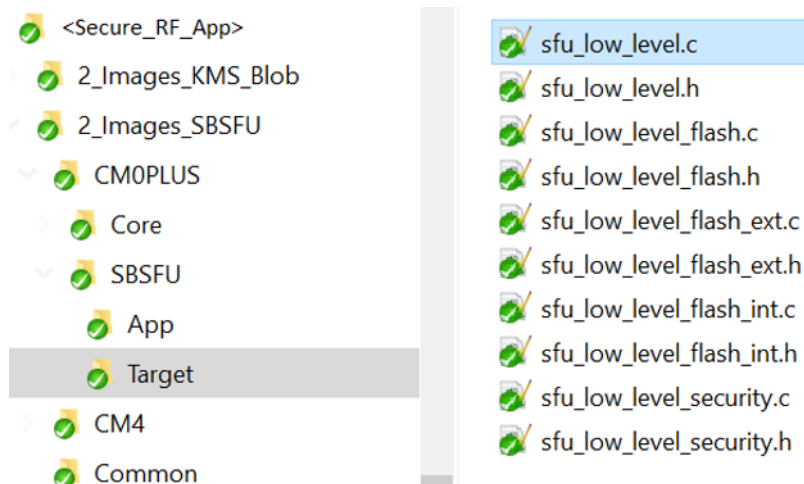 <Secure_RF_App>
2_Images_KMS_Blob
2_Images_SBSFU
CM0PLUS
Core
SBSFU
App
Target
CM4
Common
sfu_low_level.c
sfu_low_level.h
sfu_low_level_flash.c
sfu_low_level_flash.h
sfu_low_level_flash_ext.c
sfu_low_level_flash_ext.h
sfu_low_level_flash_int.c
sfu_low_level_flash_int.h
sfu_low_level_security.c
sfu_low_level_security.h